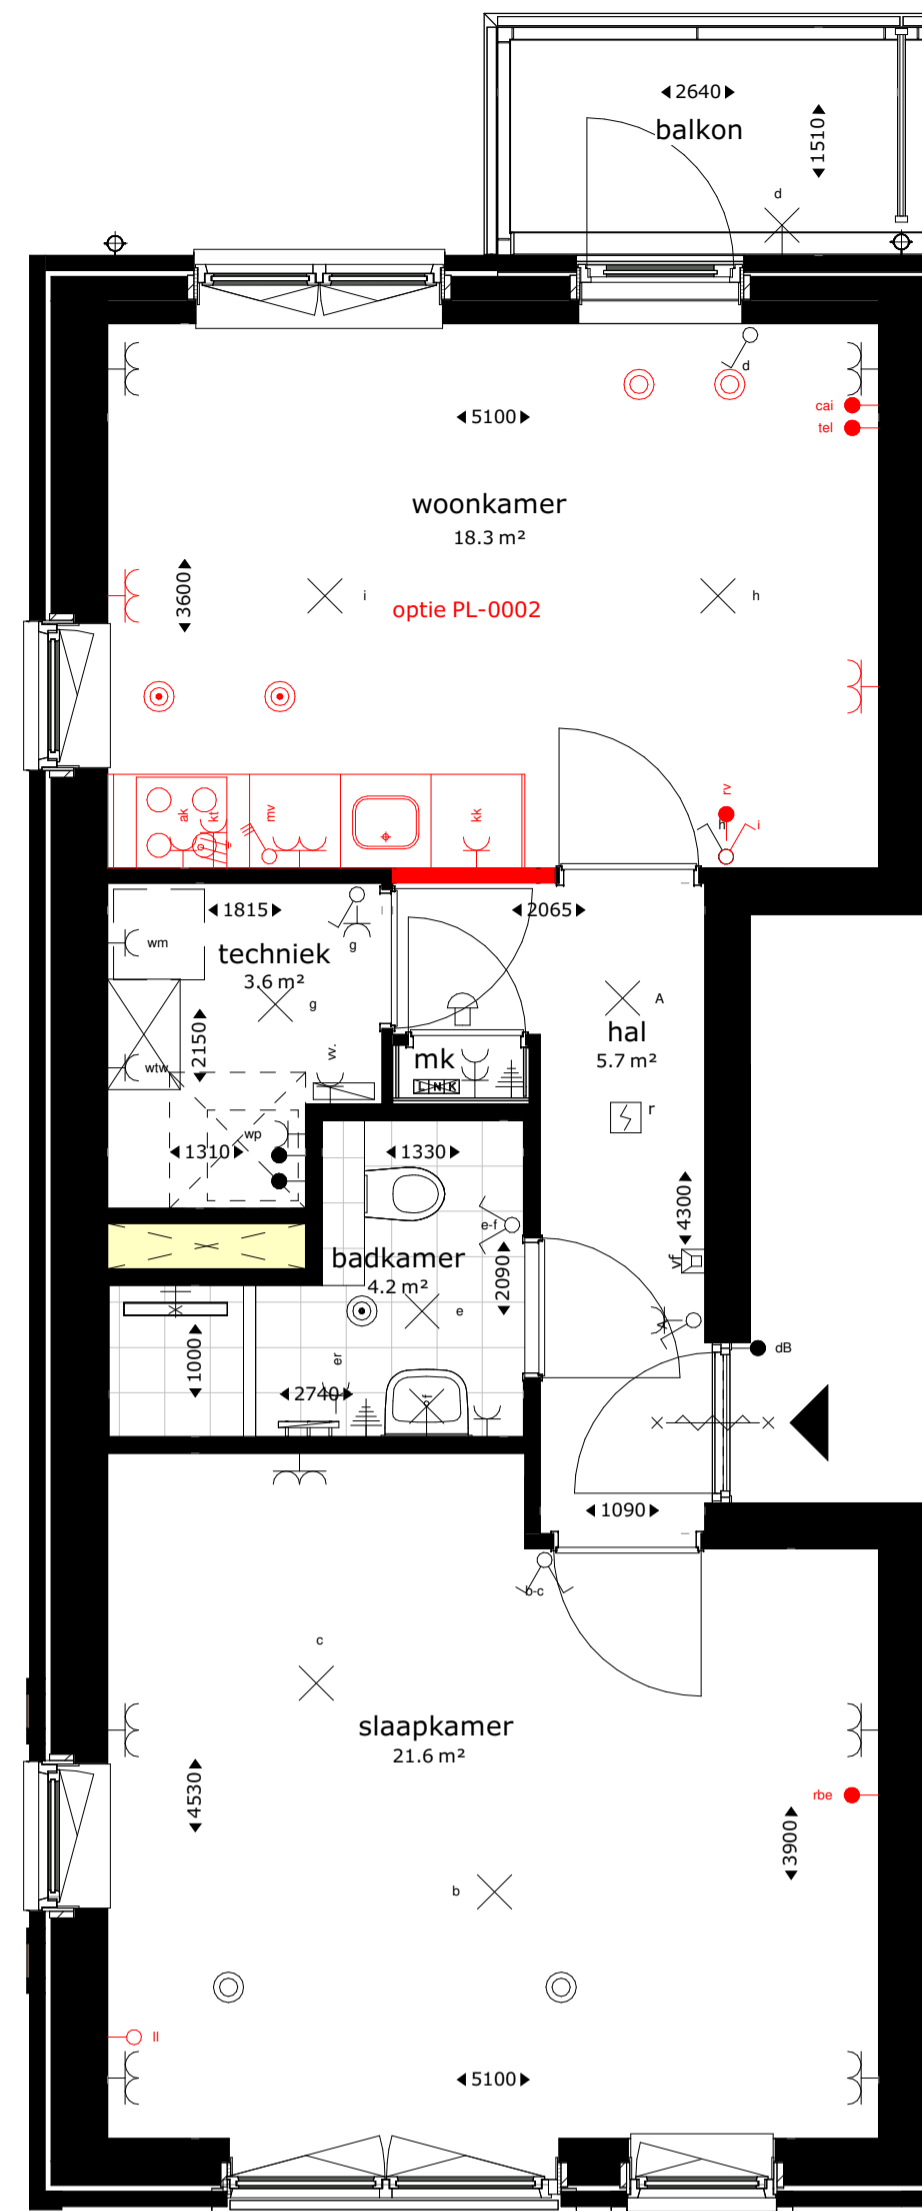 2640
balkon
1510
d
d
5100
cai
tel
woonkamer
18.3 m²
3600
i
optie PL-0002
h
ak
kt
mv
kk
rv
h
i
1815
2065
wm
techniek
g
3.6 m²
g
A
hal
5.7 m²
2150
wtw
vv.
mk
L N K
r
wp
1310
1330
4300
e-f
badkamer
4.2 m²
2090
vf
e
A
1000
er
dB
2740
f
1090
b-c
c
slaapkamer
21.6 m²
4530
rbe
3900
b
ll
5100